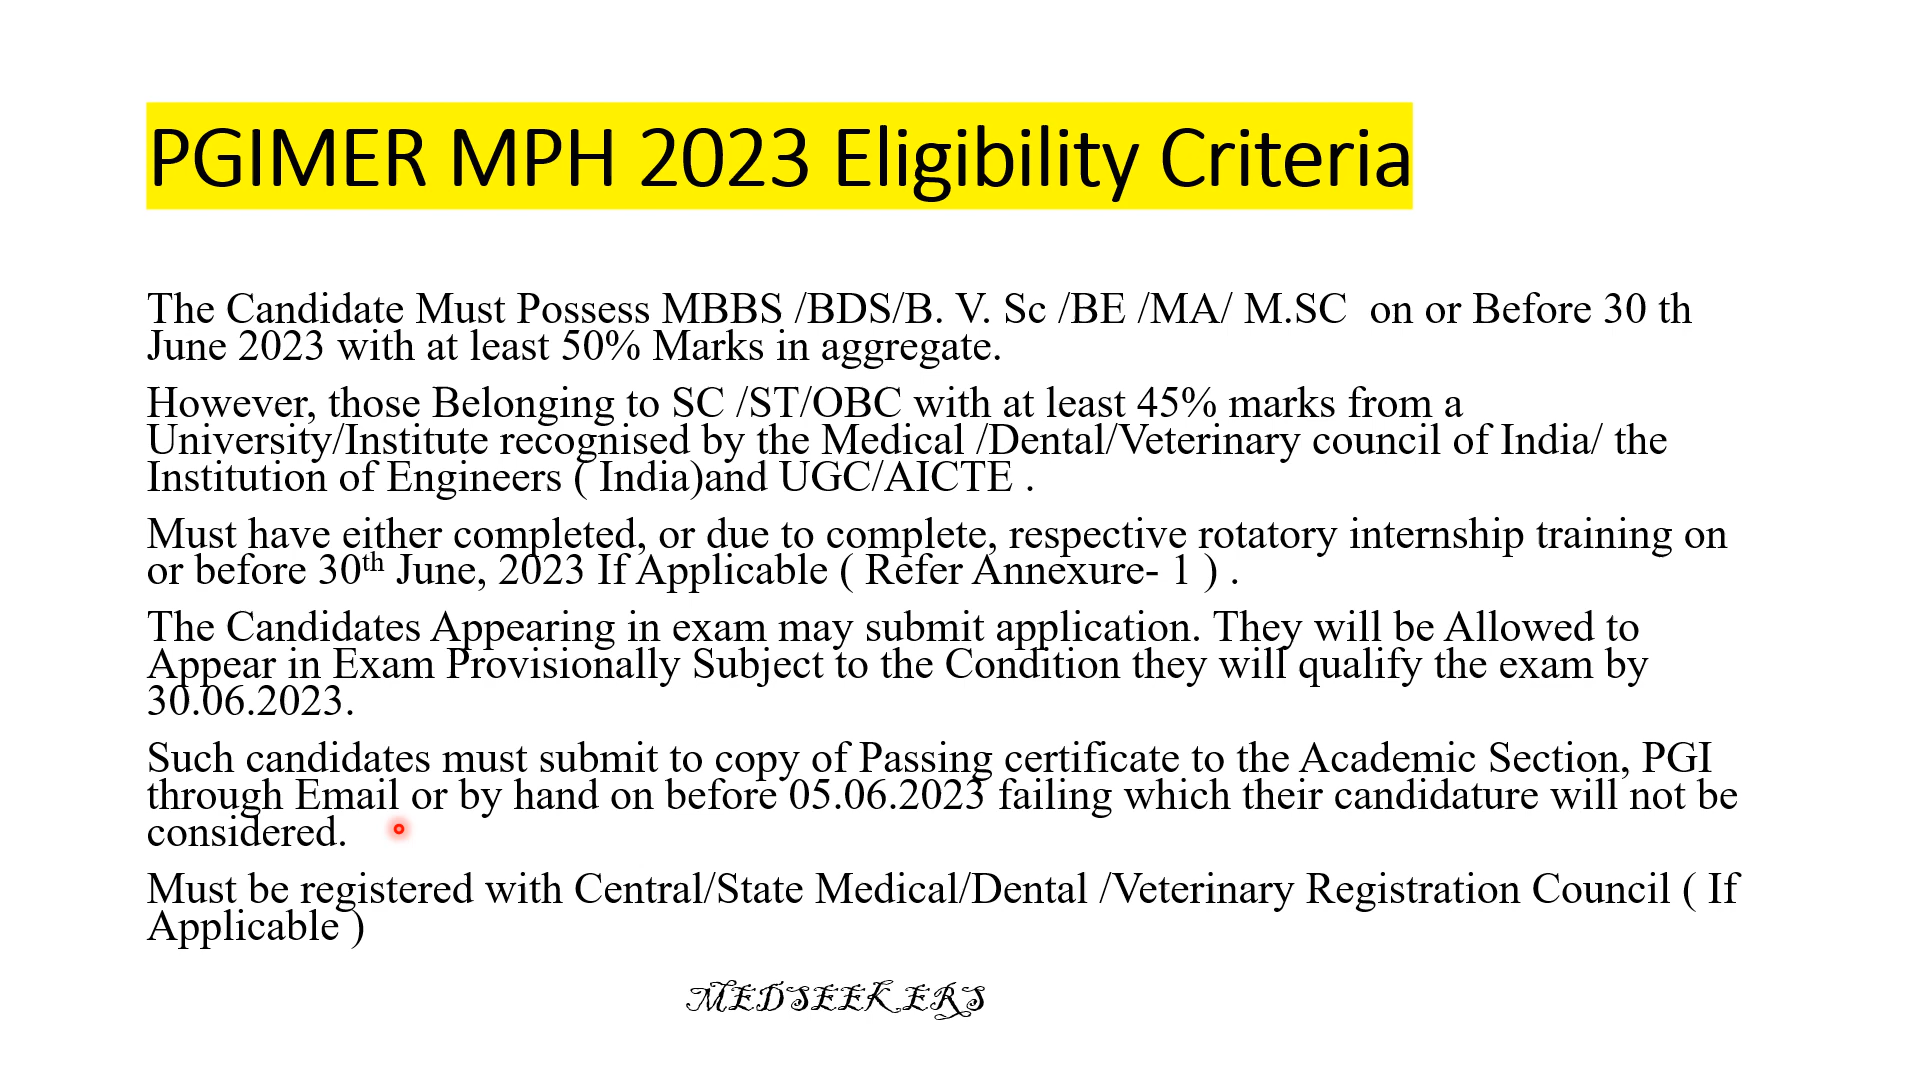 PGIMER MPH 2023 Eligibility Criteria
The Candidate Must Possess MBBS /BDS/B. V. Sc /BE /MA/ M.SC  on or Before 30 th
June 2023 with at least 50% Marks in aggregate.
However, those Belonging to SC /ST/OBC with at least 45% marks from a
University/Institute recognised by the Medical /Dental/Veterinary council of India/ the
Institution of Engineers ( India)and UGC/AICTE .
Must have either completed, or due to complete, respective rotatory internship training on
or before 30th June, 2023 If Applicable ( Refer Annexure- 1 ) .
The Candidates Appearing in exam may submit application. They will be Allowed to
Appear in Exam Provisionally Subject to the Condition they will qualify the exam by
30.06.2023.
Such candidates must submit to copy of Passing certificate to the Academic Section, PGI
through Email or by hand on before 05.06.2023 failing which their candidature will not be
considered.
Must be registered with Central/State Medical/Dental /Veterinary Registration Council ( If
Applicable )
MEDSEEKERS